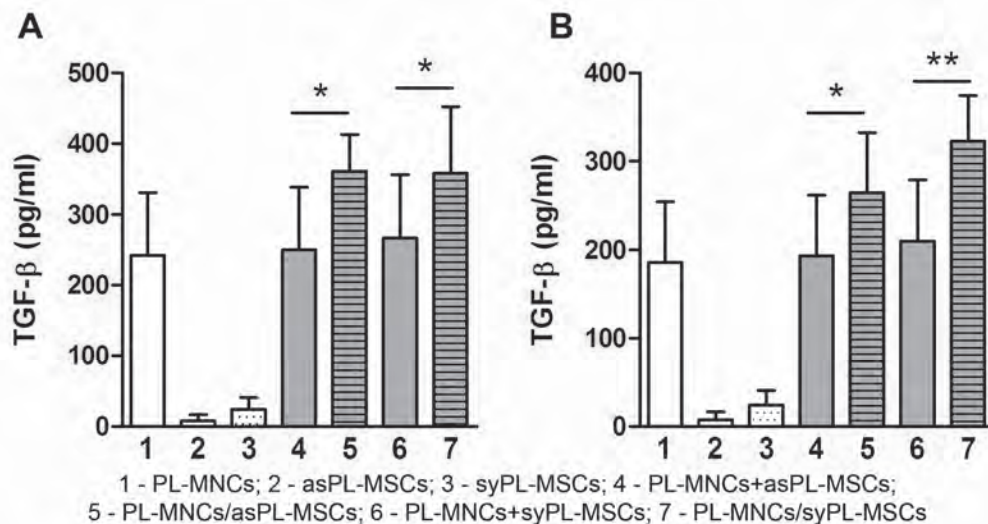 A
B
500
400
300
200
100
0
TGF-β (pg/ml)
* *
1 2 3 4 5 6 7
400
300
200
100
0
TGF-β (pg/ml)
* **
1 2 3 4 5 6 7
1 - PL-MNCs; 2 - asPL-MSCs; 3 - syPL-MSCs; 4 - PL-MNCs+asPL-MSCs;
5 - PL-MNCs/asPL-MSCs; 6 - PL-MNCs+syPL-MSCs; 7 - PL-MNCs/syPL-MSCs